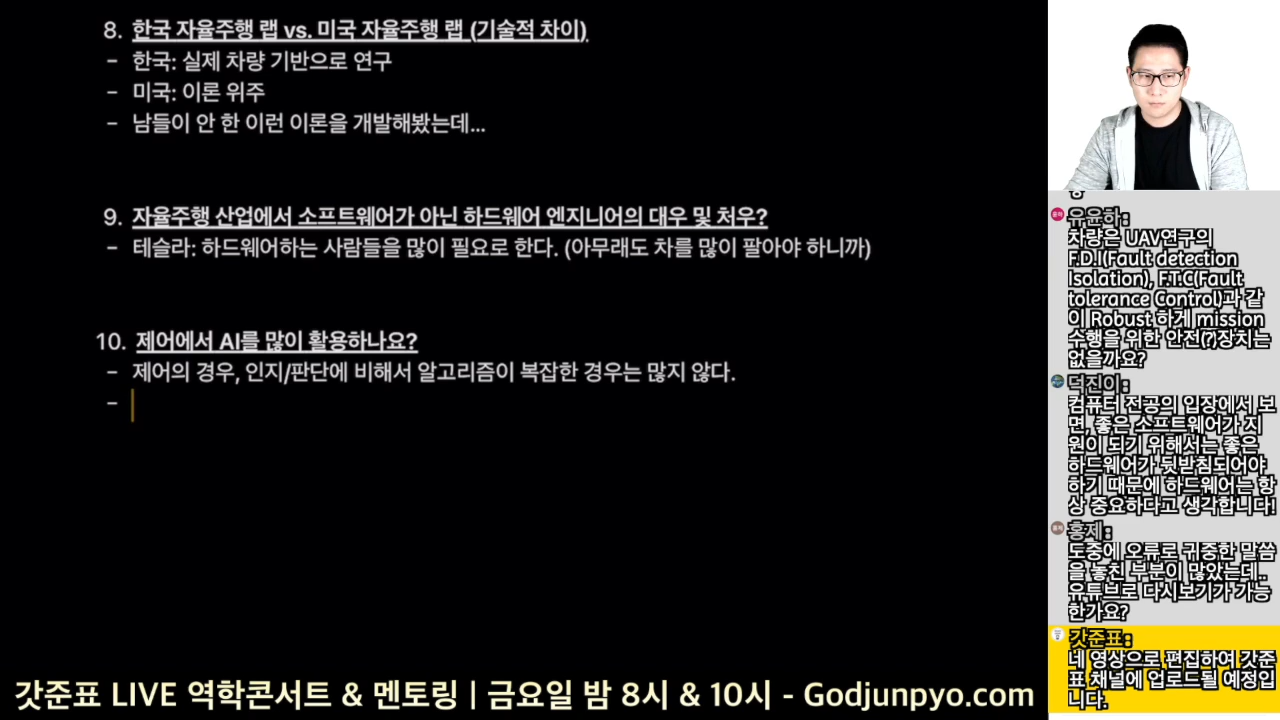 8. 한국 자율주행 랩 vs. 미국 자율주행 랩 (기술적 차이)
- 한국: 실제 차량 기반으로 연구
- 미국: 이론 위주
- 남들이 안 한 이런 이론을 개발해봤는데...
9. 자율주행 산업에서 소프트웨어가 아닌 하드웨어 엔지니어의 대우 및 처우?
- 테슬라: 하드웨어하는 사람들을 많이 필요로 한다. (아무래도 차를 많이 팔아야 하니까)
10. 제어에서 AI를 많이 활용하나요?
- 제어의 경우, 인지/판단에 비해서 알고리즘이 복잡한 경우는 많지 않다.
-
유윤하:
차량은 UAV연구의
F.D.I(Fault detection
Isolation), F.T.C(Fault
tolerance Control)과 같
이 Robust 하게 mission
수행을 위한 안전(?)장치는
없을까요?
덕진이:
컴퓨터 전공의 입장에서 보
면, 좋은 소프트웨어가 지
원이 되기 위해서는 좋은
하드웨어가 뒷받침되어야
하기 때문에 하드웨어는 항
상 중요하다고 생각합니다!
홍제:
도중에 오류로 귀중한 말씀
을 놓친 부분이 많았는데..
유튜브로 다시보기가 가능
한가요?
갓준표:
네 영상으로 편집하여 갓준
표 채널에 업로드될 예정입
니다.
갓준표 LIVE 역학콘서트 & 멘토링 | 금요일 밤 8시 & 10시 - Godjunpyo.com